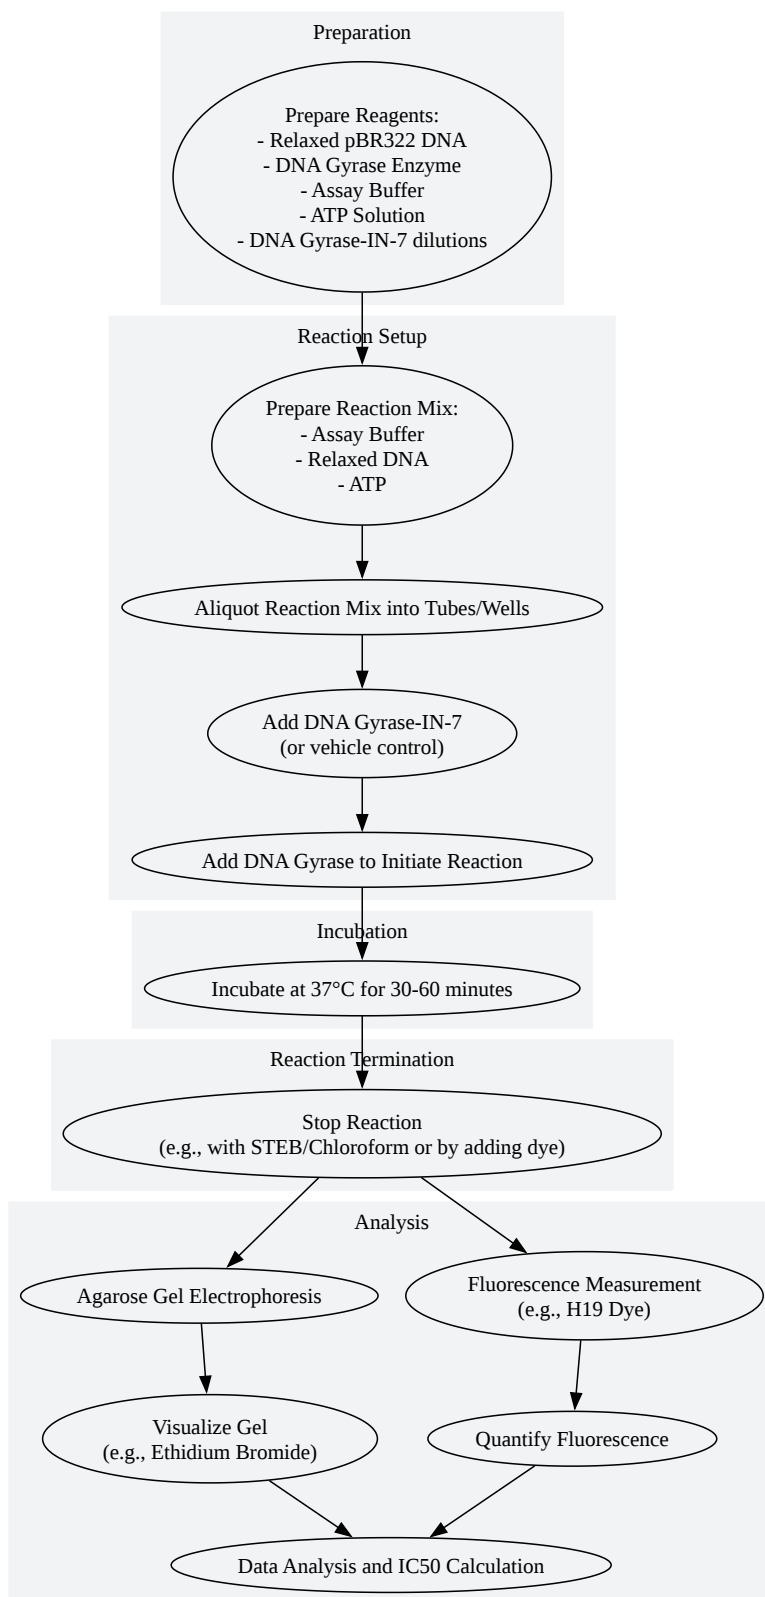 Preparation
Prepare Reagents:
- Relaxed pBR322 DNA
- DNA Gyrase Enzyme
- Assay Buffer
- ATP Solution
- DNA Gyrase-IN-7 dilutions
Reaction Setup
Prepare Reaction Mix:
- Assay Buffer
- Relaxed DNA
- ATP
Aliquot Reaction Mix into Tubes/Wells
Add DNA Gyrase-IN-7
(or vehicle control)
Add DNA Gyrase to Initiate Reaction
Incubation
Incubate at 37°C for 30-60 minutes
Reaction Termination
Stop Reaction
(e.g., with STEB/Chloroform or by adding dye)
Analysis
Agarose Gel Electrophoresis
Fluorescence Measurement
(e.g., H19 Dye)
Visualize Gel
(e.g., Ethidium Bromide)
Quantify Fluorescence
Data Analysis and IC50 Calculation